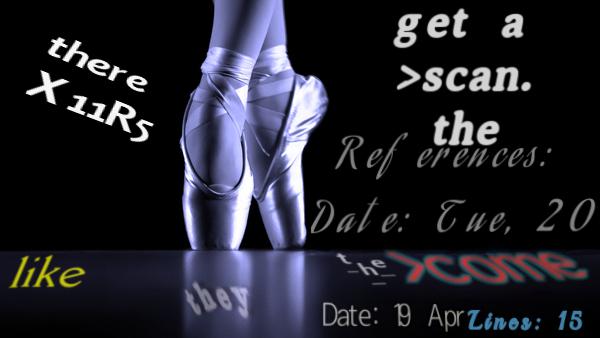 there
X11R5
get a
>scan.
the
References:
Date: Tue, 20
like
they
the
>come
Date: 19 Apr
Lines: 15